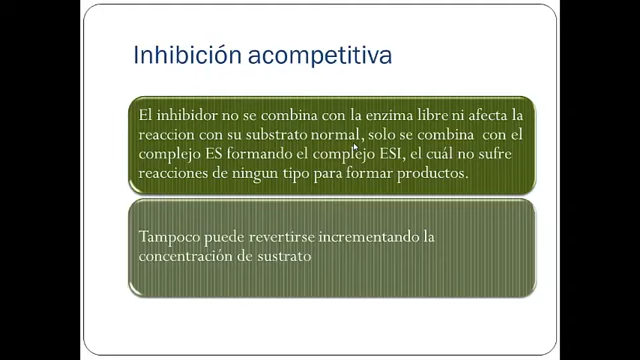 Inhibición acompetitiva
El inhibidor no se combina con la enzima libre ni afecta la
reaccion con su substrato normal, solo se combina con el
complejo ES formando el complejo ESI, el cuál no sufre
reacciones de ningun tipo para formar productos.
Tampoco puede revertirse incrementando la
concentración de sustrato